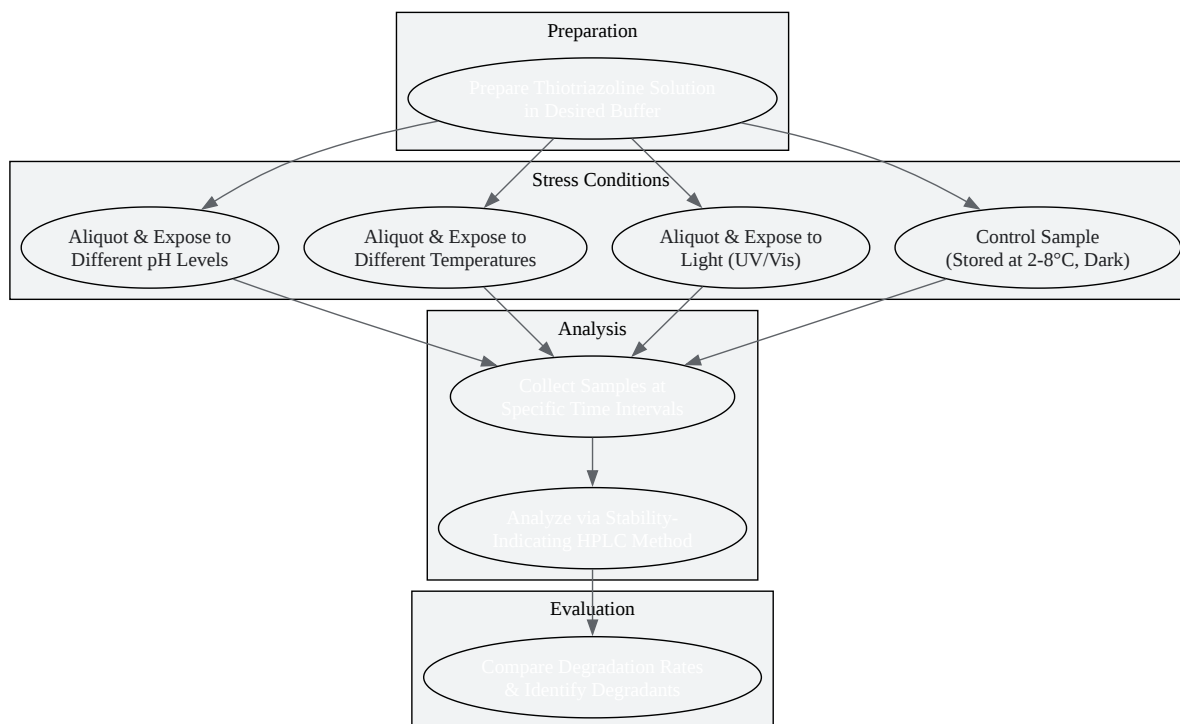 Preparation
Prepare Thiotriazoline Solution
in Desired Buffer
Stress Conditions
Aliquot & Expose to
Different pH Levels
Aliquot & Expose to
Different Temperatures
Aliquot & Expose to
Light (UV/Vis)
Control Sample
(Stored at 2-8°C, Dark)
Analysis
Collect Samples at
Specific Time Intervals
Analyze via Stability-
Indicating HPLC Method
Evaluation
Compare Degradation Rates
& Identify Degradants